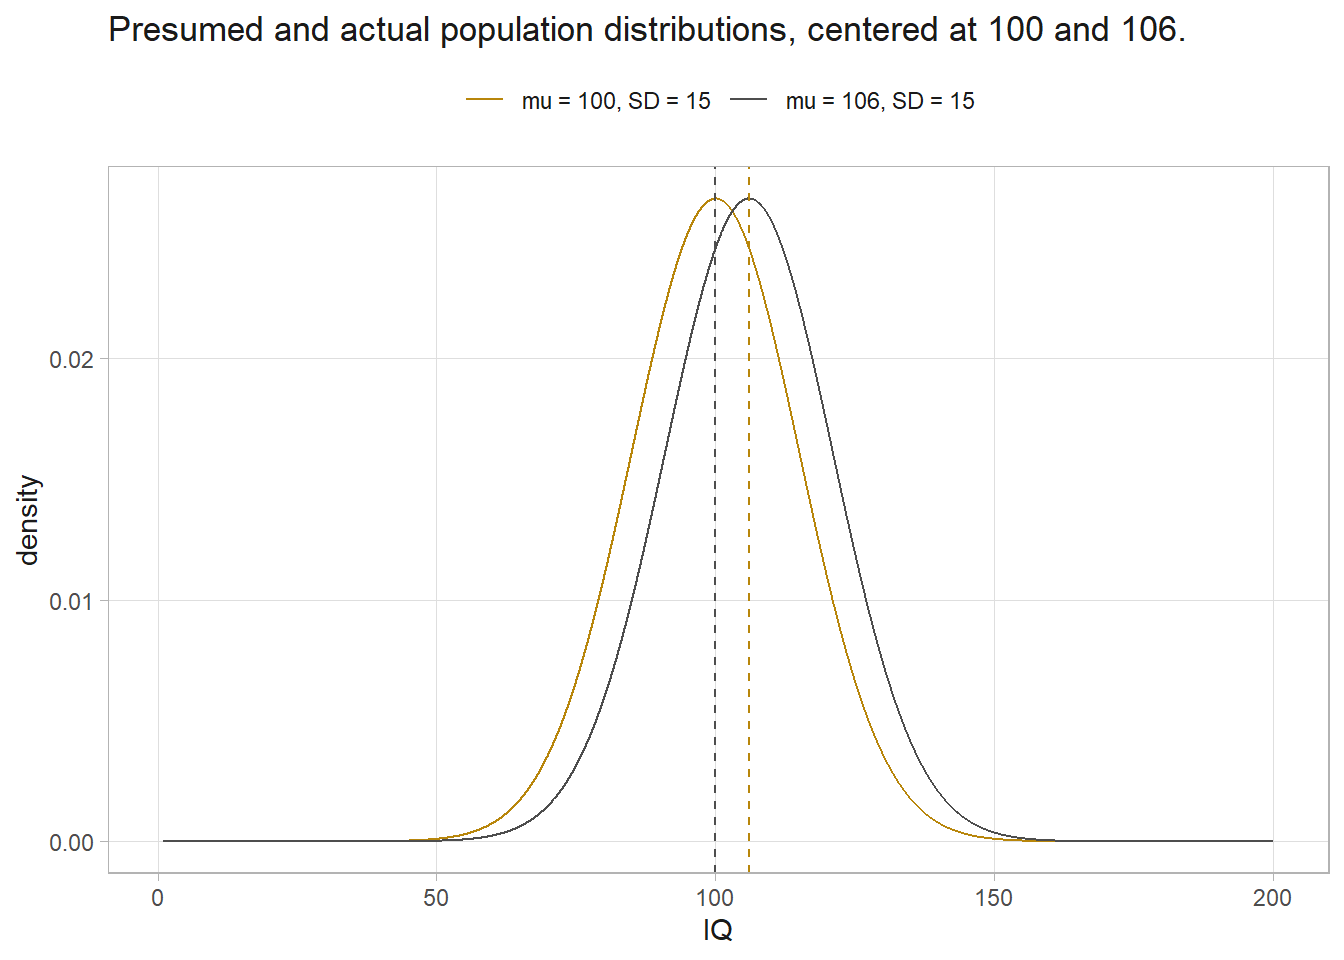 Presumed and actual population distributions, centered at 100 and 106.
mu = 100, SD = 15 mu = 106, SD = 15
0.02
0.01
0.00
density
0 50 100 150 200
IQ